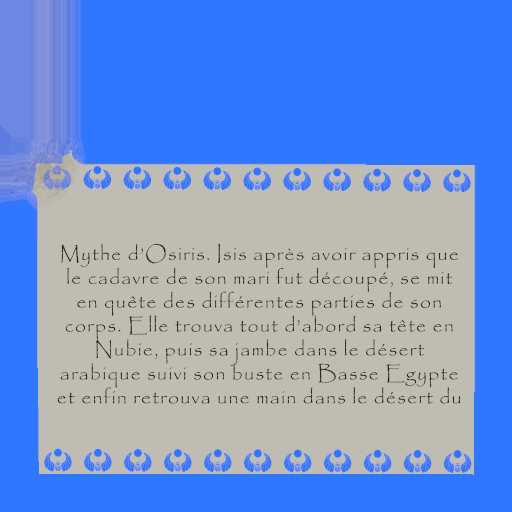 Mythe d'Osiris. Isis après avoir appris que
le cadavre de son mari fut découpé, se mit
en quête des différentes parties de son
corps. Elle trouva tout d'abord sa tête en
Nubie, puis sa jambe dans le désert
arabique suivi son buste en Basse Egypte
et enfin retrouva une main dans le désert du